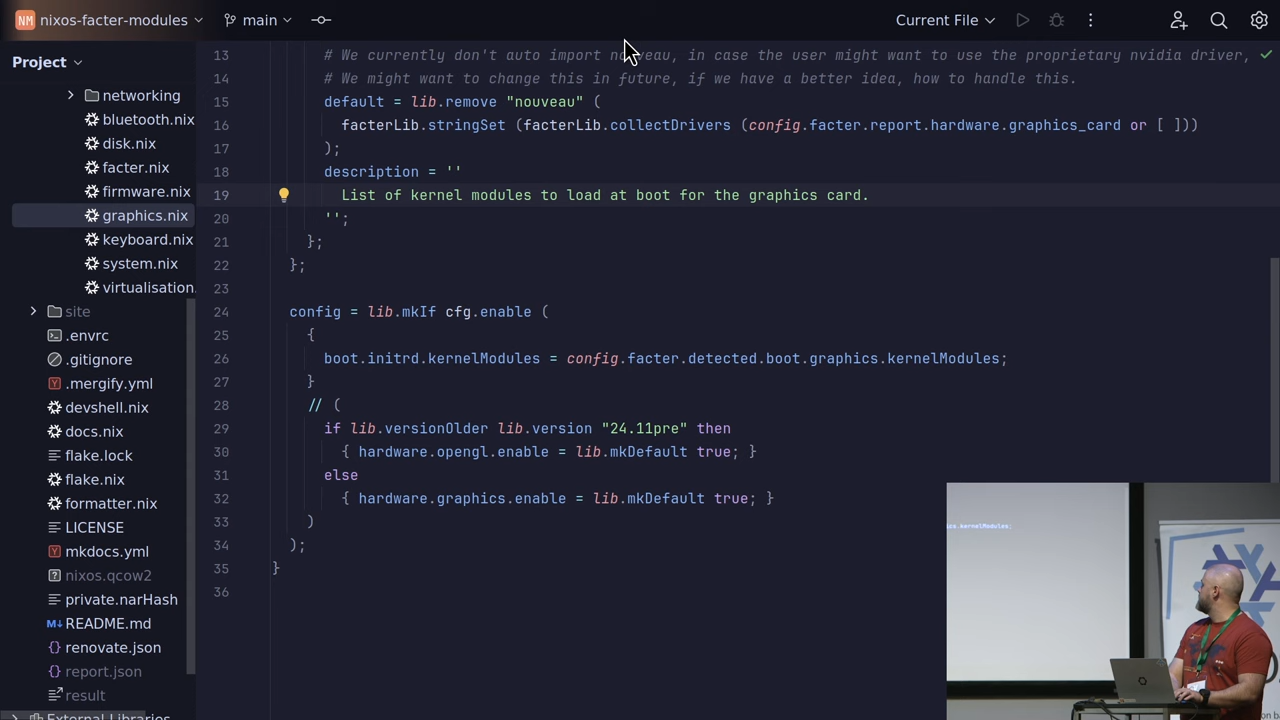 NM nixos-facter-modules main Current File
Project
networking
bluetooth.nix
disk.nix
facter.nix
firmware.nix
graphics.nix
keyboard.nix
system.nix
virtualisation.
site
.envrc
.gitignore
.mergify.yml
devshell.nix
docs.nix
flake.lock
flake.nix
formatter.nix
LICENSE
mkdocs.yml
nixos.qcow2
private.narHash
README.md
renovate.json
report.json
result
External Libraries
13 # We currently don't auto import nouveau, in case the user might want to use the proprietary nvidia driver,
14 # We might want to change this in future, if we have a better idea, how to handle this.
15 default = lib.remove "nouveau" (
16 facterLib.stringSet (facterLib.collectDrivers (config.facter.report.hardware.graphics_card or [ ]))
17 );
18 description = ''
19 List of kernel modules to load at boot for the graphics card.
20 '';
21 };
22 };
23
24 config = lib.mkIf cfg.enable (
25 {
26 boot.initrd.kernelModules = config.facter.detected.boot.graphics.kernelModules;
27 }
28 // (
29 if lib.versionOlder lib.version "24.11pre" then
30 { hardware.opengl.enable = lib.mkDefault true; }
31 else
32 { hardware.graphics.enable = lib.mkDefault true; }
33 )
34 );
35 }
36
ics.kernelModules;